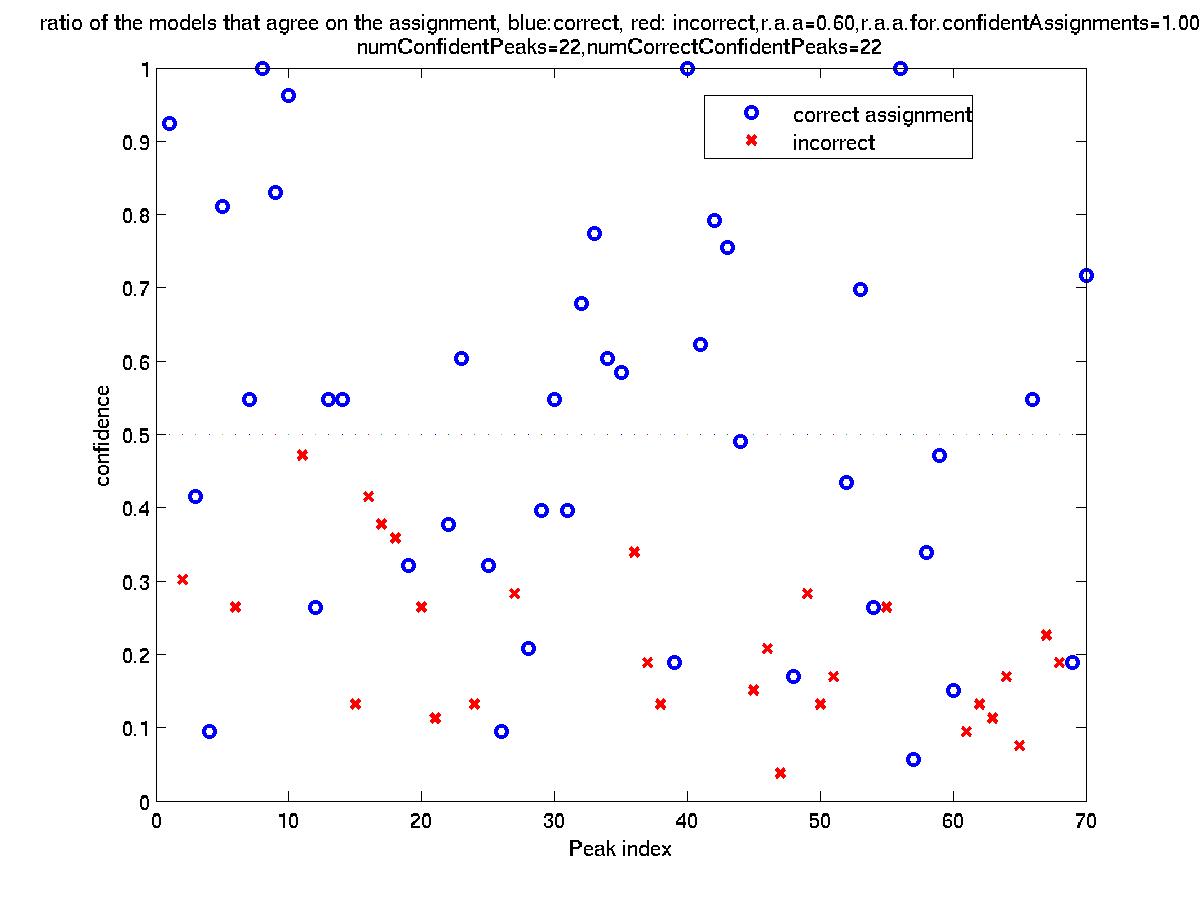 ratio of the models that agree on the assignment, blue:correct, red: incorrect,r.a.a=0.60,r.a.a.for.confidentAssignments=1.00
numConfidentPeaks=22,numCorrectConfidentPeaks=22
1
0.9
0.8
0.7
0.6
0.5
0.4
0.3
0.2
0.1
0
confidence
correct assignment
incorrect
0 10 20 30 40 50 60 70
Peak index